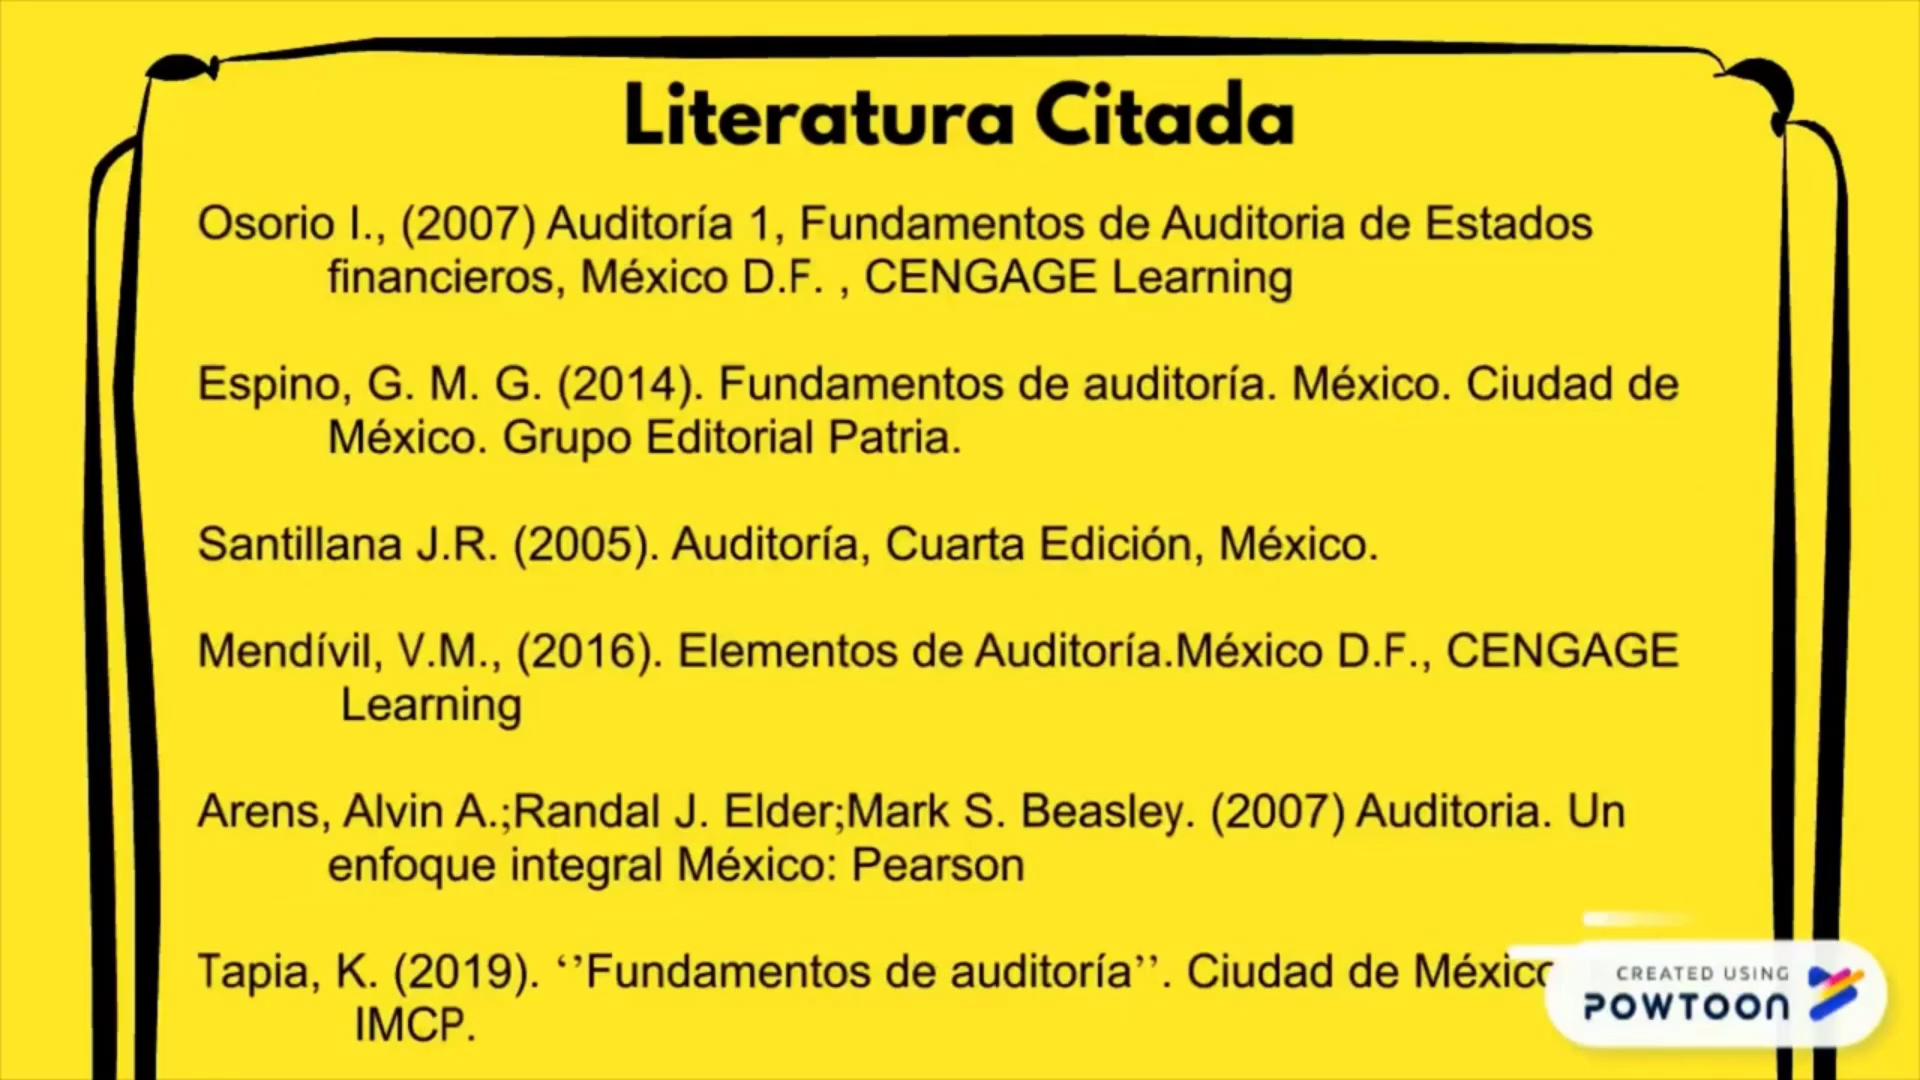 Literatura Citada
Osorio I., (2007) Auditoría 1, Fundamentos de Auditoria de Estados
financieros, México D.F. , CENGAGE Learning
Espino, G. M. G. (2014). Fundamentos de auditoría. México. Ciudad de
México. Grupo Editorial Patria.
Santillana J.R. (2005). Auditoría, Cuarta Edición, México.
Mendívil, V.M., (2016). Elementos de Auditoría.México D.F., CENGAGE
Learning
Arens, Alvin A.;Randal J. Elder;Mark S. Beasley. (2007) Auditoria. Un
enfoque integral México: Pearson
Tapia, K. (2019). ‘’Fundamentos de auditoría’’. Ciudad de México
IMCP.
CREATED USING
POWTOON